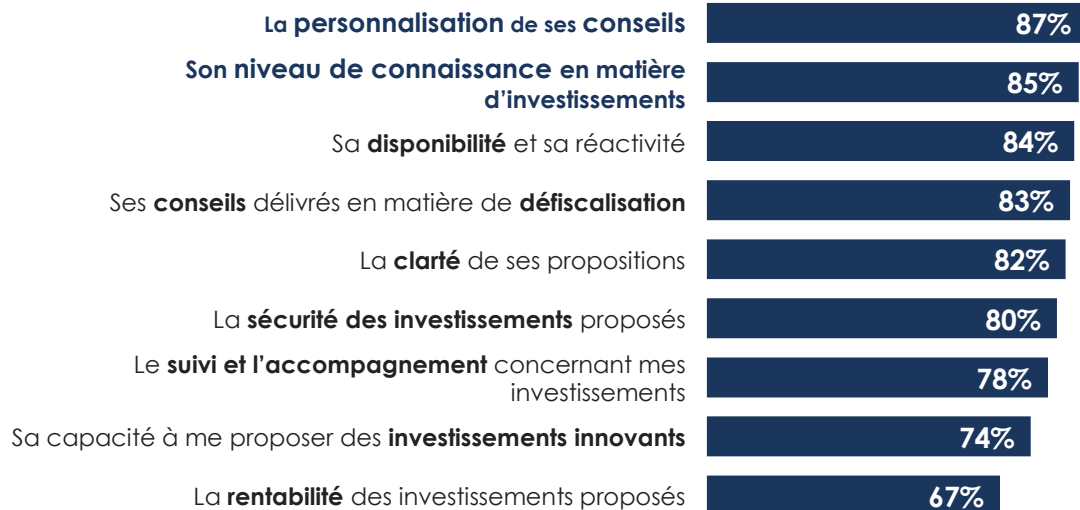 La personnalisation de ses conseils
87%
Son niveau de connaissance en matière
d’investissements
85%
Sa disponibilité et sa réactivité
84%
Ses conseils délivrés en matière de défiscalisation
83%
La clarté de ses propositions
82%
La sécurité des investissements proposés
80%
Le suivi et l’accompagnement concernant mes
investissements
78%
Sa capacité à me proposer des investissements innovants
74%
La rentabilité des investissements proposés
67%